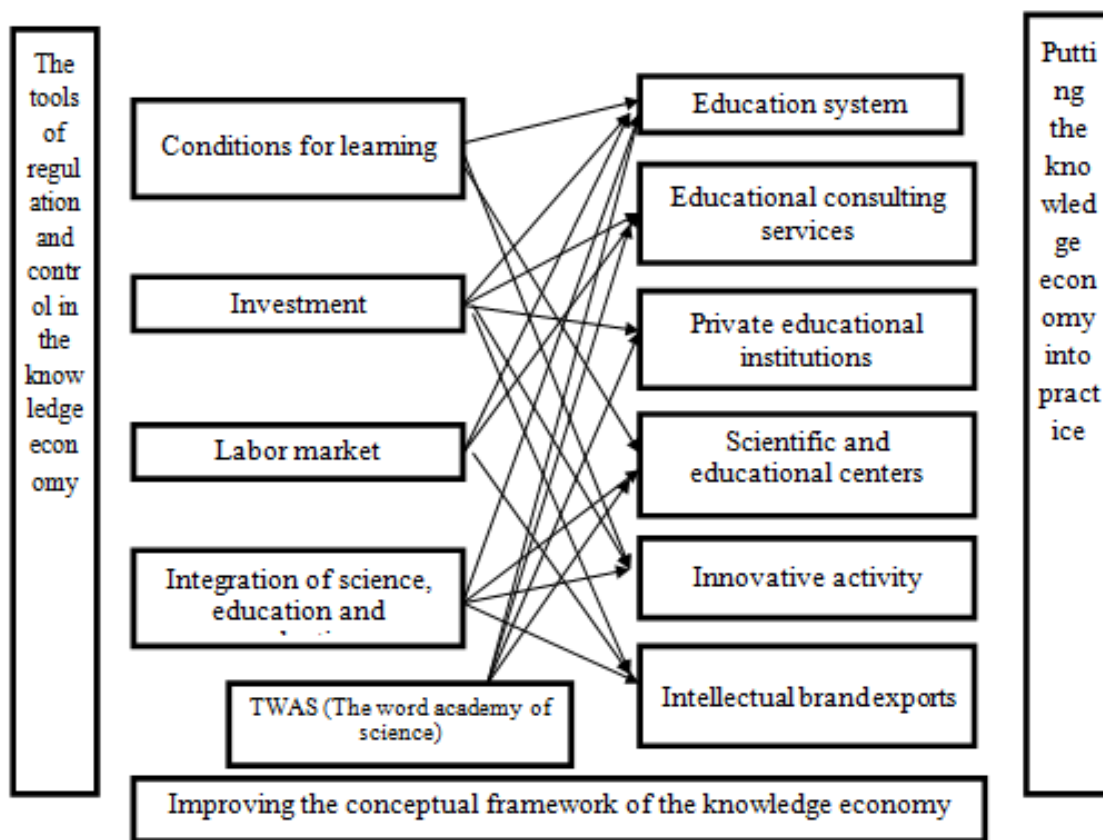 The
tools
of
regul
ation
and
contr
ol in
the
know
ledge
econ
omy
Conditions for learning
Investment
Labor market
Integration of science,
education and
TWAS (The word academy of
science)
Education system
Educational consulting
services
Private educational
institutions
Scientific and
educational centers
Innovative activity
Intellectual brand exports
Putti
ng
the
kno
wled
ge
econ
omy
into
pract
ice
Improving the conceptual framework of the knowledge economy